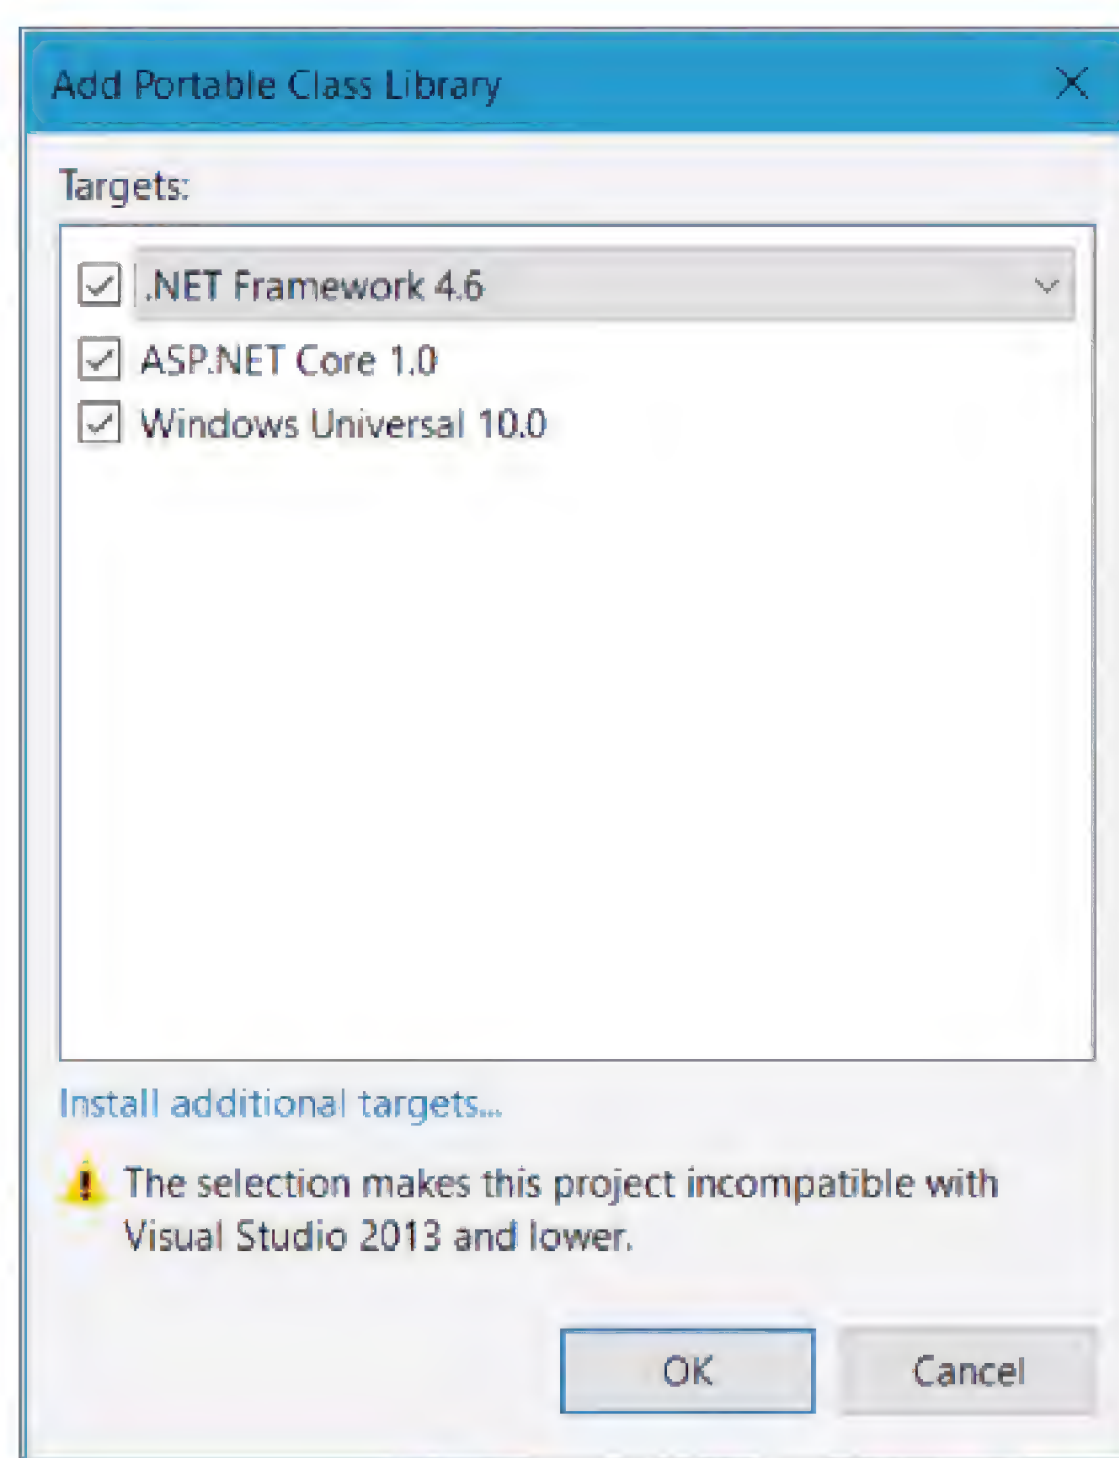 Add Portable Class Library
Targets:
.NET Framework 4.6
ASP.NET Core 1.0
Windows Universal 10.0
Install additional targets...
The selection makes this project incompatible with
Visual Studio 2013 and lower.
OK
Cancel